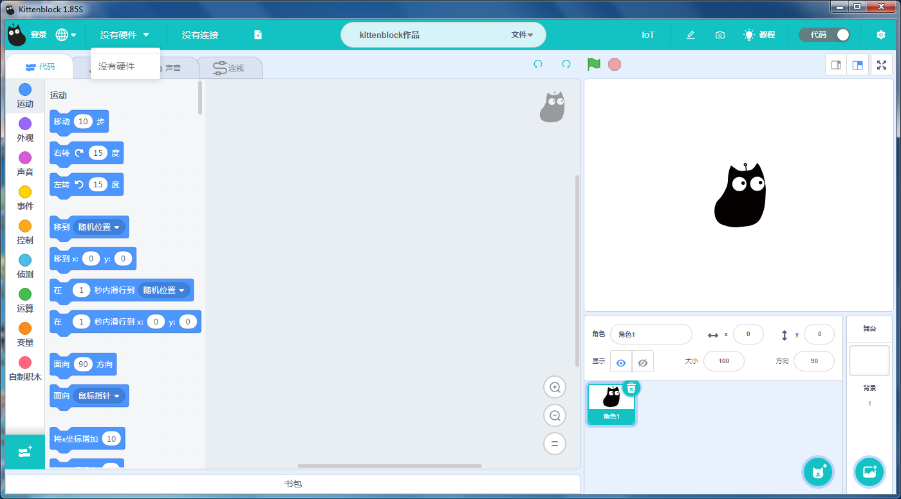 Kittenblock 1.85S
登录 没有硬件 没有连接 kittenblock作品 文件 IoT 教程 代码
没有硬件
代码 声音 连线
运动
外观
声音
事件
控制
侦测
运算
变量
自制积木
运动
移动 10 步
右转 15 度
左转 15 度
移到 随机位置
移到 x: 0 y: 0
在 1 秒内滑行到 随机位置
在 1 秒内滑行到 x: 0 y: 0
面向 90 方向
面向 鼠标指针
将x坐标增加 10
书包
角色 角色1 x 0 y 0
显示 大小 100 方向 90
角色1
舞台
背景
1